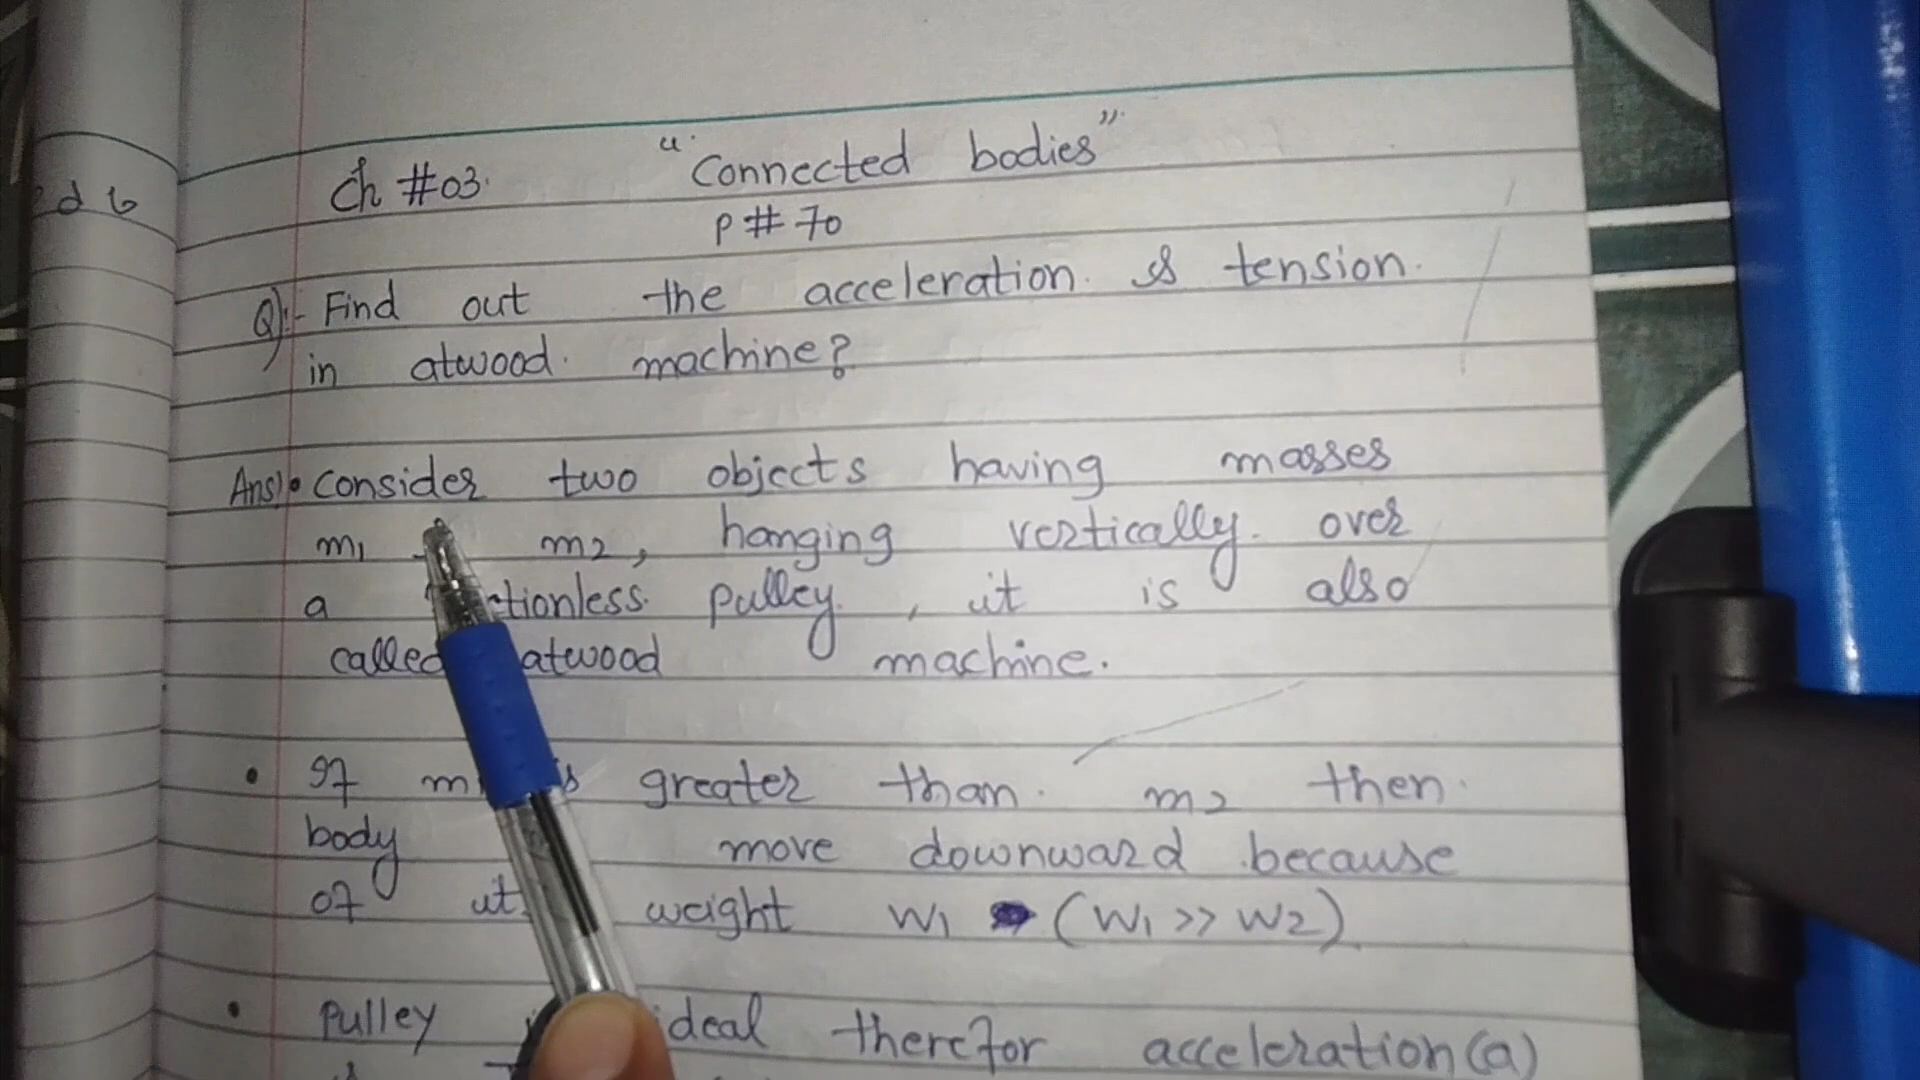 d b
Ch #03. "Connected bodies"
P # 70
Q:- Find out the acceleration & tension.
in atwood. machine?
Ans:• Consider two objects having masses
m1 m2, hanging vertically. over
a ctionless. pulley, it is also
called atwood machine.
• If m greater than. m2 then.
body move downward because
of it weight W1 (W1 >> W2).
• Pulley ideal therefor acceleration(a)